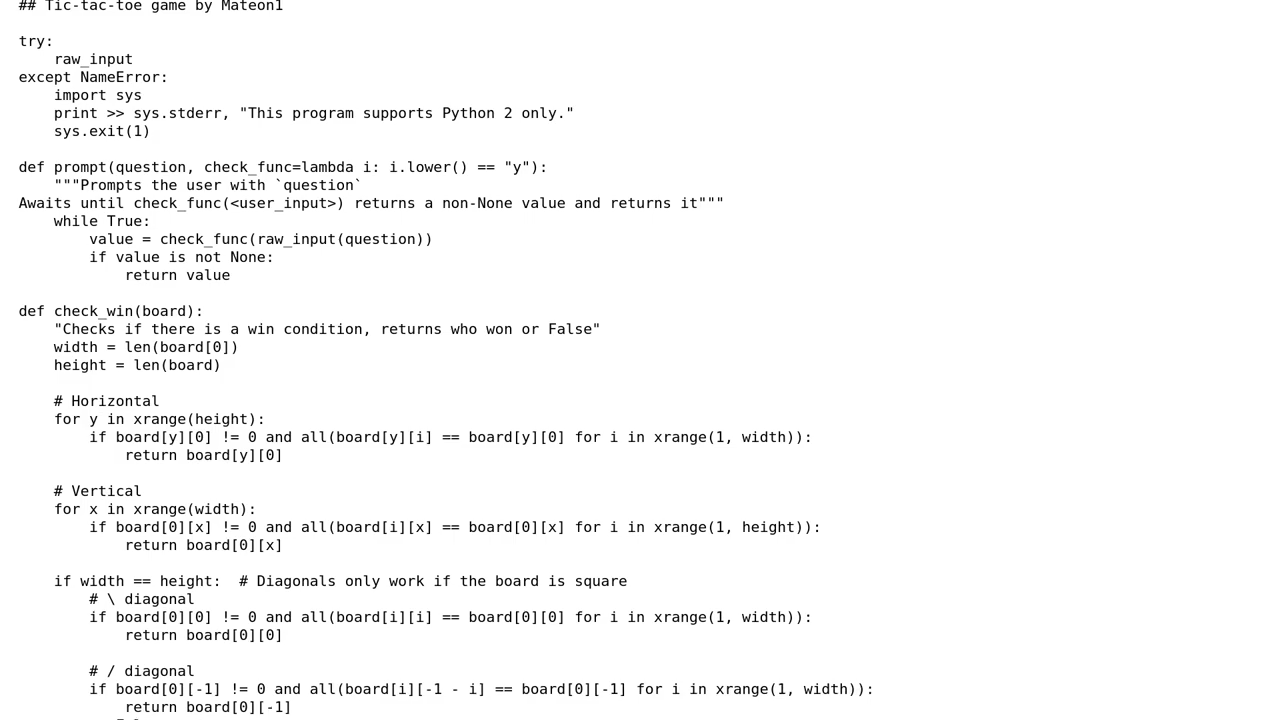 ## Tic-tac-toe game by Mateon1

try:
    raw_input
except NameError:
    import sys
    print >> sys.stderr, "This program supports Python 2 only."
    sys.exit(1)

def prompt(question, check_func=lambda i: i.lower() == "y"):
    """Prompts the user with `question`
Awaits until check_func(<user_input>) returns a non-None value and returns it"""
    while True:
        value = check_func(raw_input(question))
        if value is not None:
            return value

def check_win(board):
    "Checks if there is a win condition, returns who won or False"
    width = len(board[0])
    height = len(board)

    # Horizontal
    for y in xrange(height):
        if board[y][0] != 0 and all(board[y][i] == board[y][0] for i in xrange(1, width)):
            return board[y][0]

    # Vertical
    for x in xrange(width):
        if board[0][x] != 0 and all(board[i][x] == board[0][x] for i in xrange(1, height)):
            return board[0][x]

    if width == height:  # Diagonals only work if the board is square
        # \ diagonal
        if board[0][0] != 0 and all(board[i][i] == board[0][0] for i in xrange(1, width)):
            return board[0][0]

        # / diagonal
        if board[0][-1] != 0 and all(board[i][-1 - i] == board[0][-1] for i in xrange(1, width)):
            return board[0][-1]